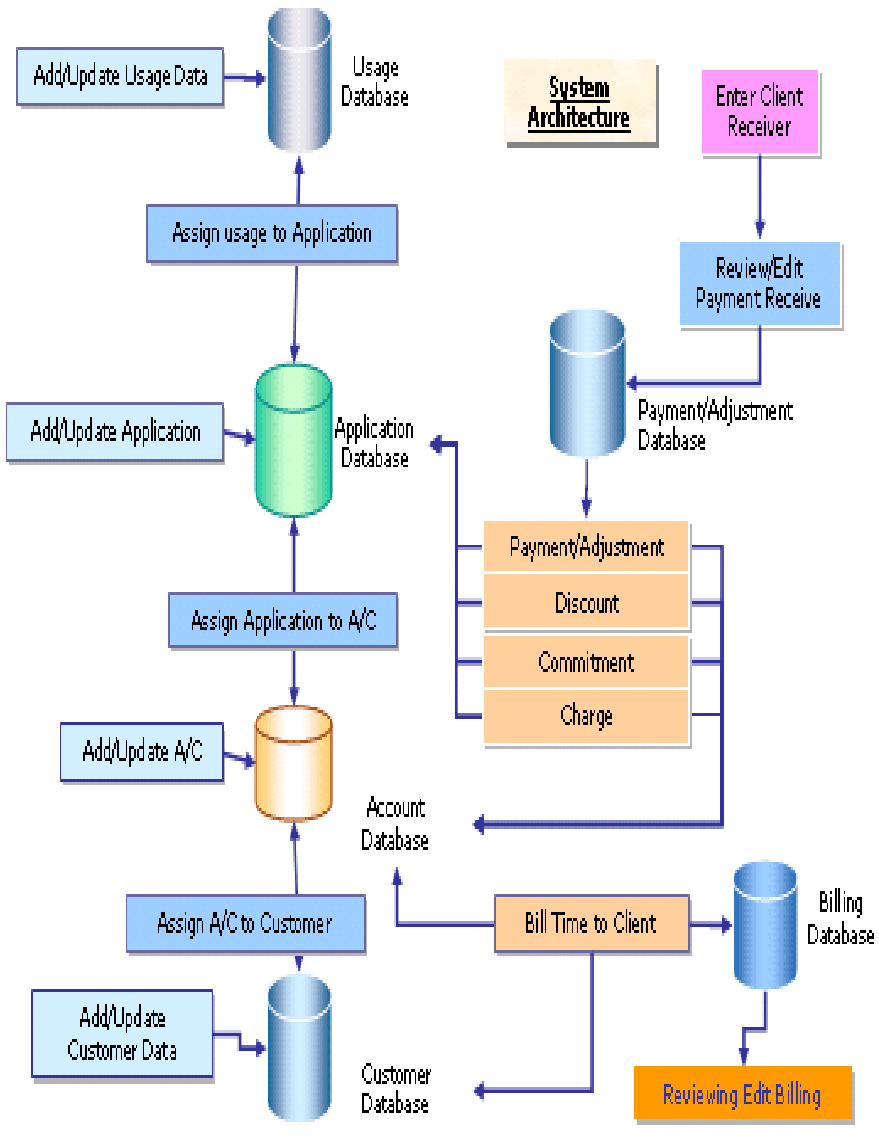 Add/Update Usage Data
Usage
Database
System
Architecture
Enter Client
Receiver
Assign usage to Application
Review/Edit
Payment Receive
Add/Update Application
Application
Database
Payment/Adjustment
Database
Payment/Adjustment
Discount
Commitment
Charge
Assign Application to A/C
Add/Update A/C
Account
Database
Assign A/C to Customer
Bill Time to Client
Billing
Database
Add/Update
Customer Data
Customer
Database
Reviewing Edit Billing